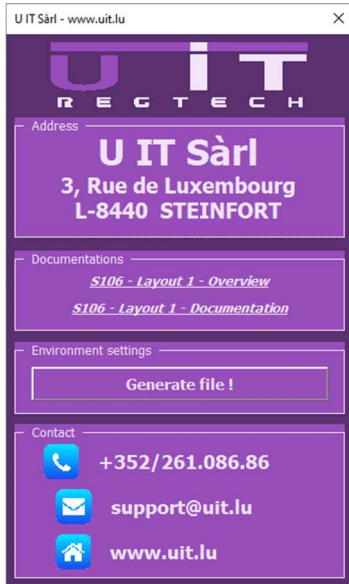 U IT Sàrl - www.uit.lu
U IT
REGTECH
Address
U IT Sàrl
3, Rue de Luxembourg
L-8440 STEINFORT
Documentations
S106 - Layout 1 - Overview
S106 - Layout 1 - Documentation
Environment settings
Generate file !
Contact
+352/261.086.86
support@uit.lu
www.uit.lu